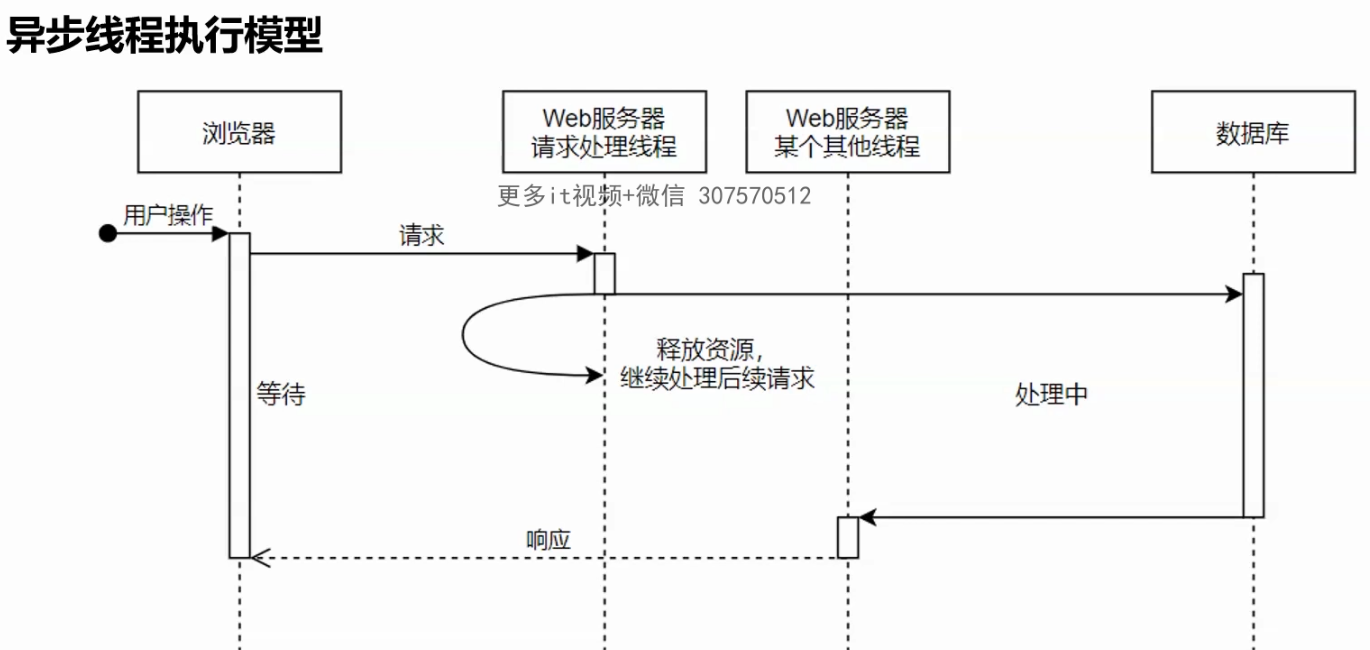 异步线程执行模型
浏览器
Web服务器
请求处理线程
Web服务器
某个其他线程
数据库
更多it视频+微信 307570512
用户操作
请求
释放资源，
继续处理后续请求
等待
处理中
响应